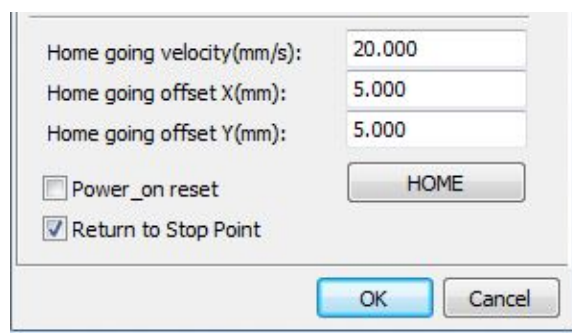 Home going velocity(mm/s): 20.000
Home going offset X(mm): 5.000
Home going offset Y(mm): 5.000
Power_on reset HOME
Return to Stop Point
OK Cancel